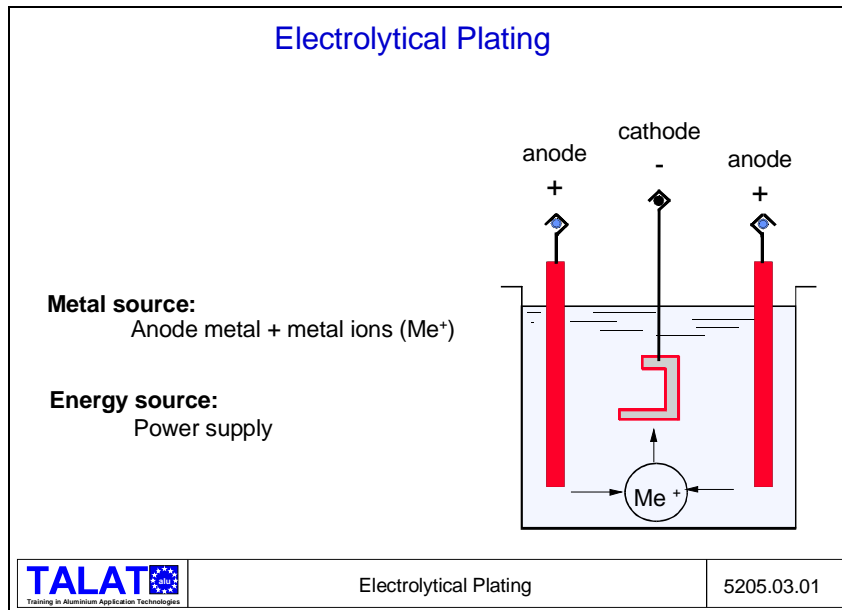 Electrolytical Plating
cathode
anode
anode
-
+
+
Metal source:
Anode metal + metal ions (Me⁺)
Energy source:
Power supply
Me +
TALAT
alu
Training in Aluminium Application Technologies
Electrolytical Plating
5205.03.01